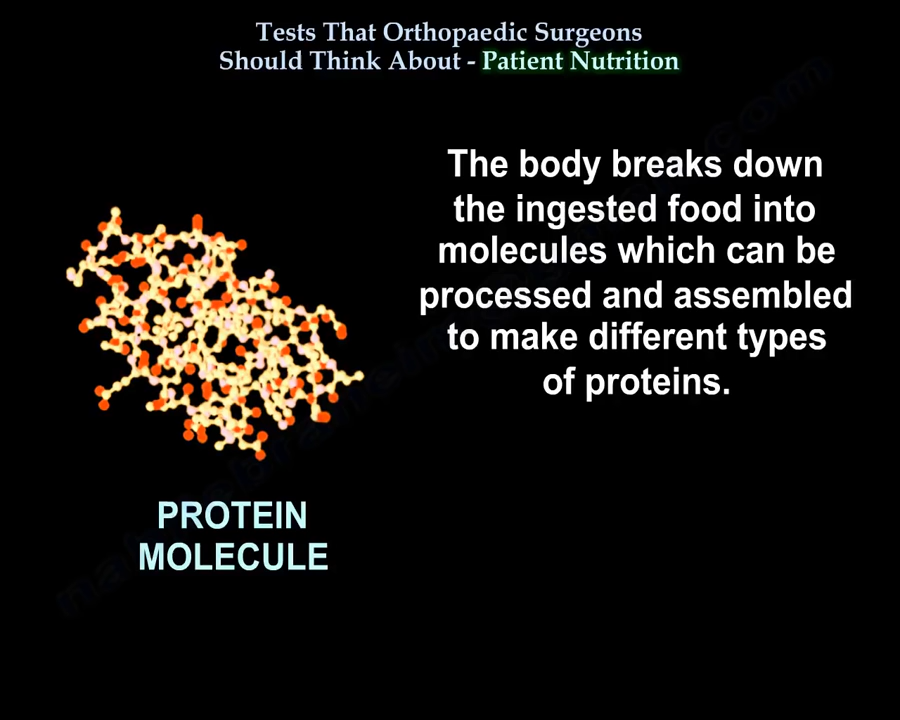 Tests That Orthopaedic Surgeons
Should Think About - Patient Nutrition
The body breaks down
the ingested food into
molecules which can be
processed and assembled
to make different types
of proteins.
PROTEIN
MOLECULE